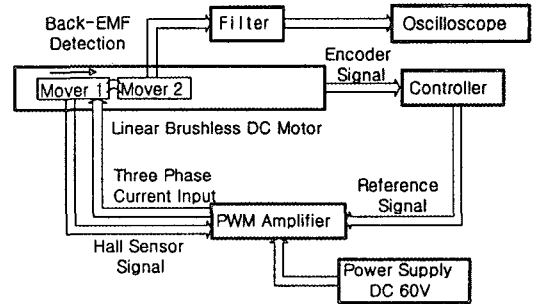 Back-EMF
Detection
Filter
Oscilloscope
Encoder
Signal
Mover 1
Mover 2
Controller
Linear Brushless DC Motor
Three Phase
Current Input
Reference
Signal
PWM Amplifier
Hall Sensor
Signal
Power Supply
DC 60V